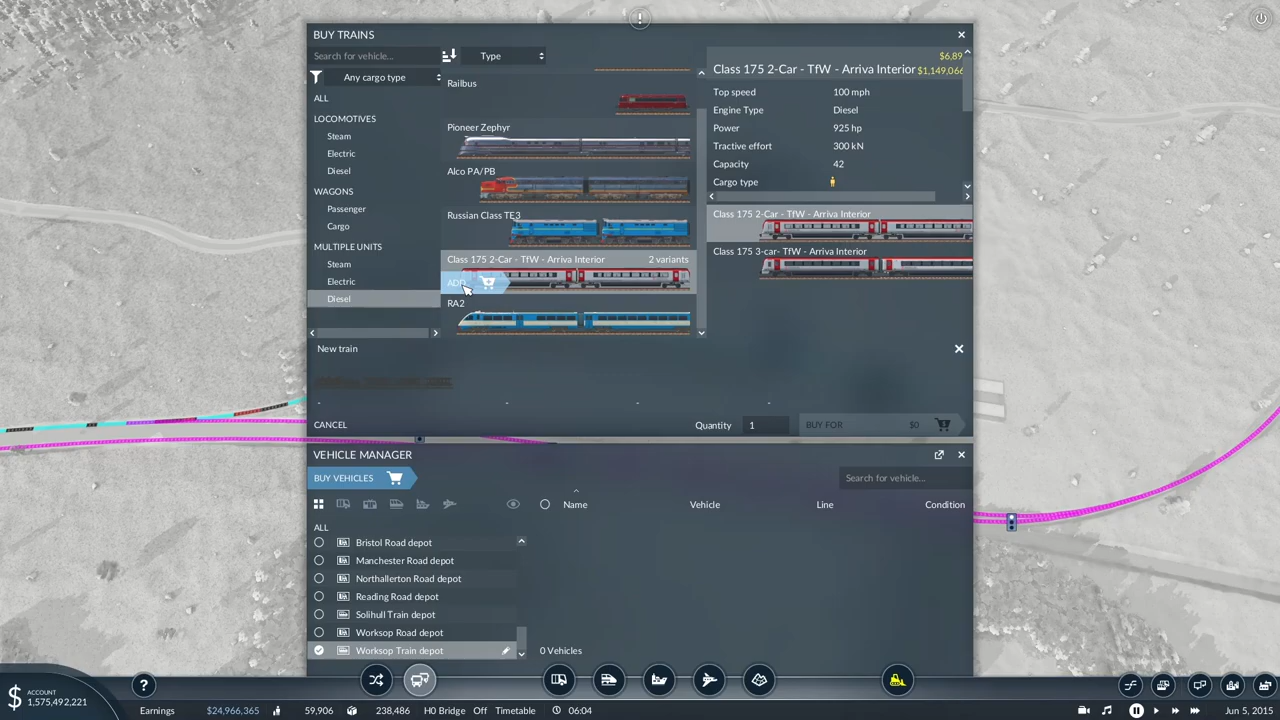 BUY TRAINS
Search for vehicle...
Type
Any cargo type
ALL
LOCOMOTIVES
Steam
Electric
Diesel
WAGONS
Passenger
Cargo
MULTIPLE UNITS
Steam
Electric
Diesel
Railbus
Pioneer Zephyr
Alco PA/PB
Russian Class TE3
Class 175 2-Car - TfW - Arriva Interior 2 variants
ADD
RA2
$6,89
Class 175 2-Car - TfW - Arriva Interior $1,149,066
Top speed 100 mph
Engine Type Diesel
Power 925 hp
Tractive effort 300 kN
Capacity 42
Cargo type
Class 175 2-Car - TfW - Arriva Interior
Class 175 3-car- TfW - Arriva Interior
New train
- - - -
CANCEL
Quantity 1 BUY FOR $0
VEHICLE MANAGER
BUY VEHICLES
Search for vehicle...
Name Vehicle Line Condition
ALL
Bristol Road depot
Manchester Road depot
Northallerton Road depot
Reading Road depot
Solihull Train depot
Worksop Road depot
Worksop Train depot
0 Vehicles
$ ACCOUNT
1,575,492,221
?
Earnings $24,966,365 59,906 238,486 H0 Bridge Off Timetable 06:04 Jun 5, 2015